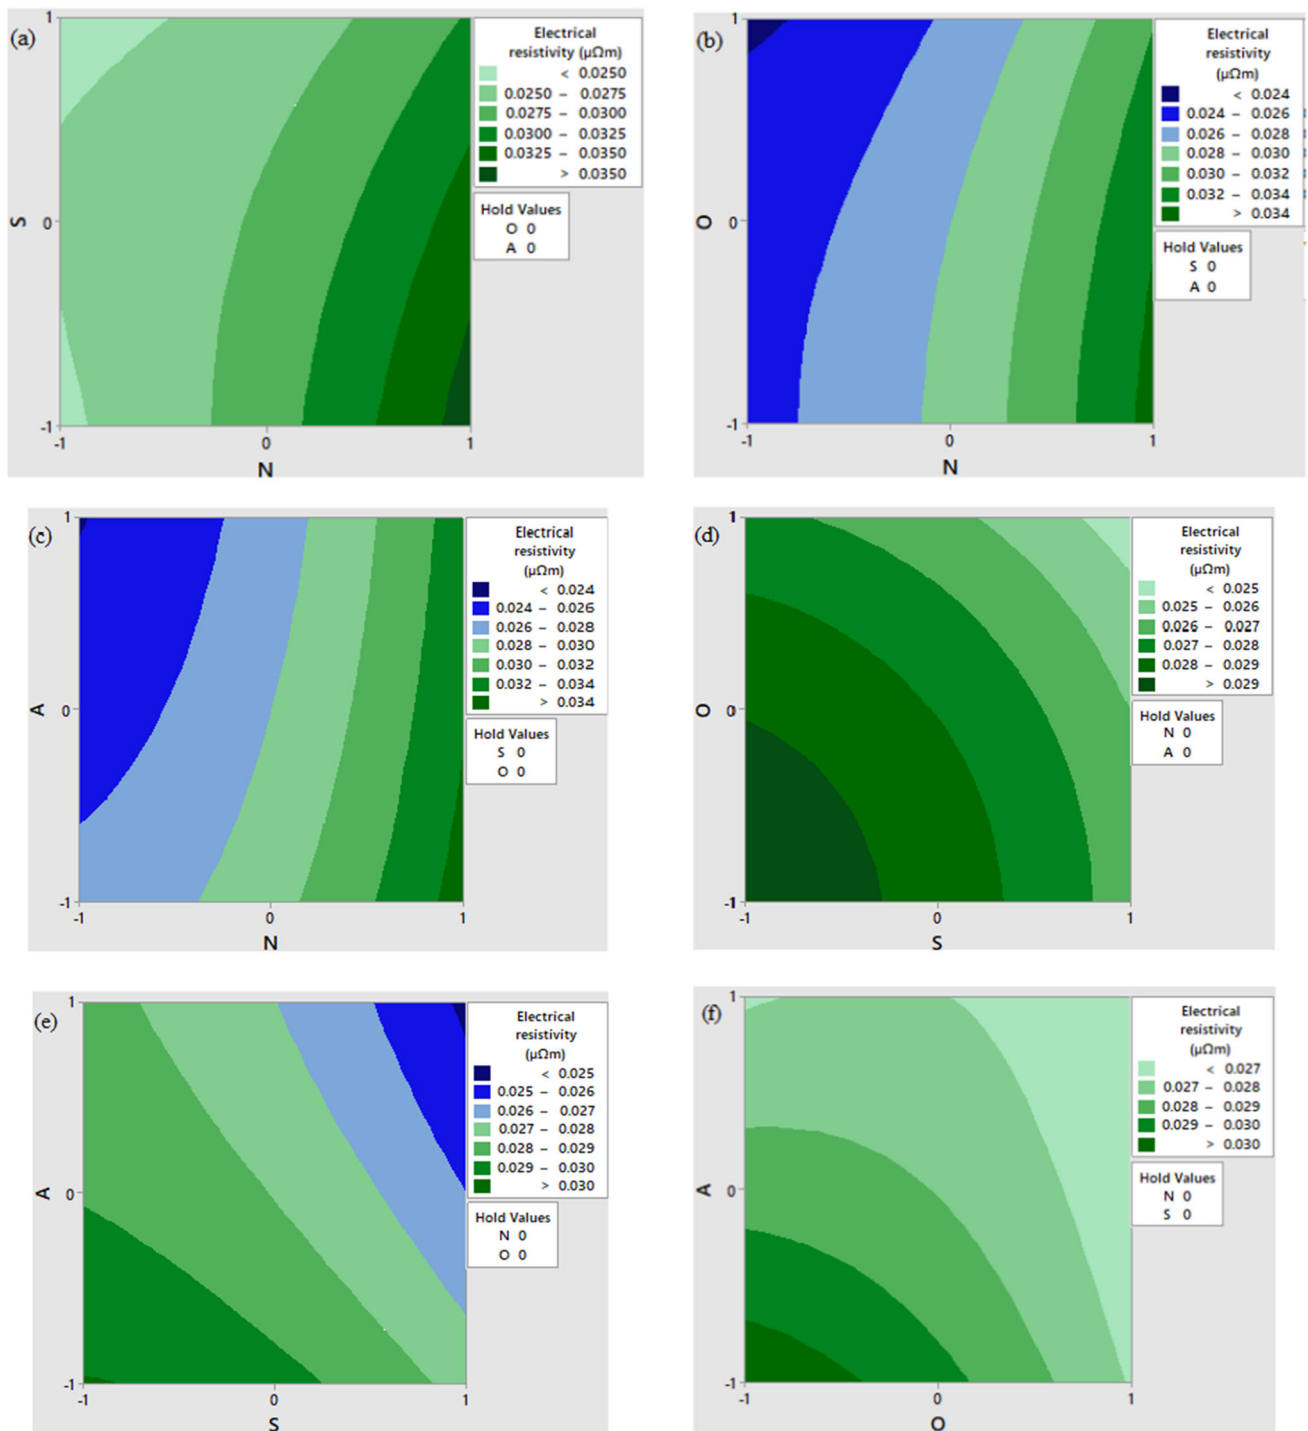 (a)
1
0
-1
-1
0
1
S
N
Electrical
resistivity (μΩm)
< 0.0250
0.0250 – 0.0275
0.0275 – 0.0300
0.0300 – 0.0325
0.0325 – 0.0350
> 0.0350
Hold Values
O 0
A 0
(b)
1
0
-1
-1
0
1
O
N
Electrical
resistivity
(μΩm)
< 0.024
0.024 – 0.026
0.026 – 0.028
0.028 – 0.030
0.030 – 0.032
0.032 – 0.034
> 0.034
Hold Values
S 0
A 0
(c)
1
0
-1
-1
0
1
A
N
Electrical
resistivity
(μΩm)
< 0.024
0.024 – 0.026
0.026 – 0.028
0.028 – 0.030
0.030 – 0.032
0.032 – 0.034
> 0.034
Hold Values
S 0
O 0
(d)
1
0
-1
-1
0
1
O
S
Electrical
resistivity
(μΩm)
< 0.025
0.025 – 0.026
0.026 – 0.027
0.027 – 0.028
0.028 – 0.029
> 0.029
Hold Values
N 0
A 0
(e)
1
0
-1
-1
0
1
A
S
Electrical
resistivity
(μΩm)
< 0.025
0.025 – 0.026
0.026 – 0.027
0.027 – 0.028
0.028 – 0.029
0.029 – 0.030
> 0.030
Hold Values
N 0
O 0
(f)
1
0
-1
-1
0
1
A
O
Electrical
resistivity
(μΩm)
< 0.027
0.027 – 0.028
0.028 – 0.029
0.029 – 0.030
> 0.030
Hold Values
N 0
S 0